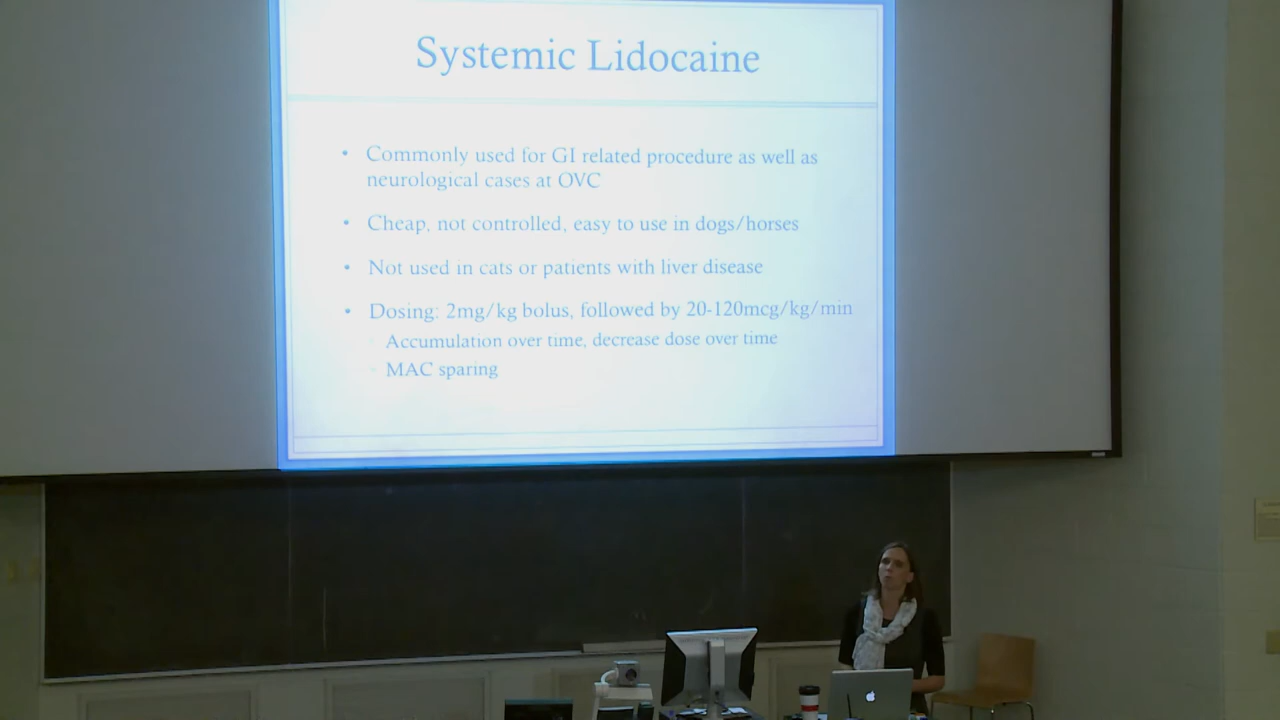 Systemic Lidocaine
• Commonly used for GI related procedure as well as
neurological cases at OVC
• Cheap, not controlled, easy to use in dogs/horses
• Not used in cats or patients with liver disease
• Dosing: 2mg/kg bolus, followed by 20-120mcg/kg/min
Accumulation over time, decrease dose over time
MAC sparing